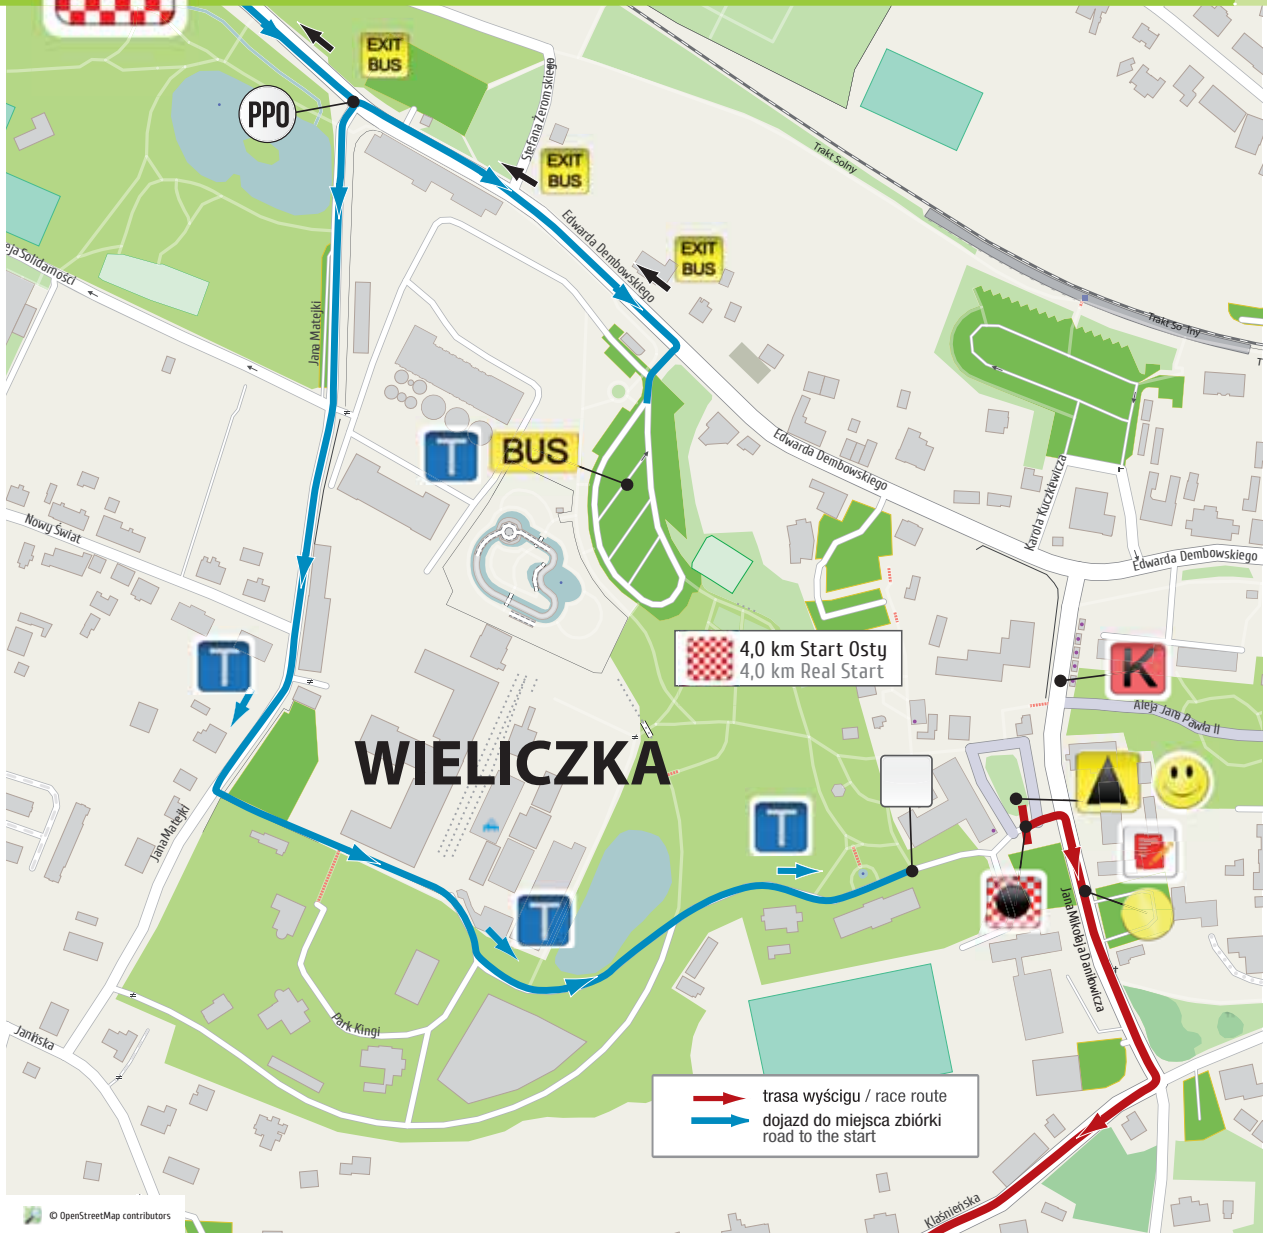 EXIT
BUS
PPO
Stefana Żeromskiego
EXIT
BUS
Trakt Solny
Edwarda Dembowskiego
EXIT
BUS
eja Solidarności
Jana Matejki
Trakt So lny
T
T
BUS
Edwarda Dembowskiego
Karola Kuczkiewicza
Nowy Świat
Edwarda Dembowskiego
T
4,0 km Start Osty
4,0 km Real Start
K
Aleja Jana Pawła II
WIELICZKA
Jana Matejki
T
T
Jana Mikołaja Daniłowicza
Park Kingi
Janińska
trasa wyścigu / race route
dojazd do miejsca zbiórki
road to the start
Klaśnieńska
© OpenStreetMap contributors